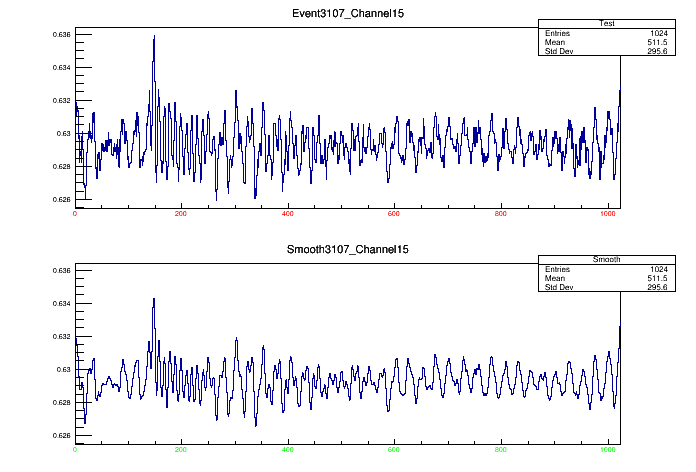 Event3107_Channel15
Test
Entries 1024
Mean 511.5
Std Dev 295.6
0.636
0.634
0.632
0.63
0.628
0.626
0 200 400 600 800 1000
Smooth3107_Channel15
Smooth
Entries 1024
Mean 511.5
Std Dev 295.6
0.636
0.634
0.632
0.63
0.628
0.626
0 200 400 600 800 1000